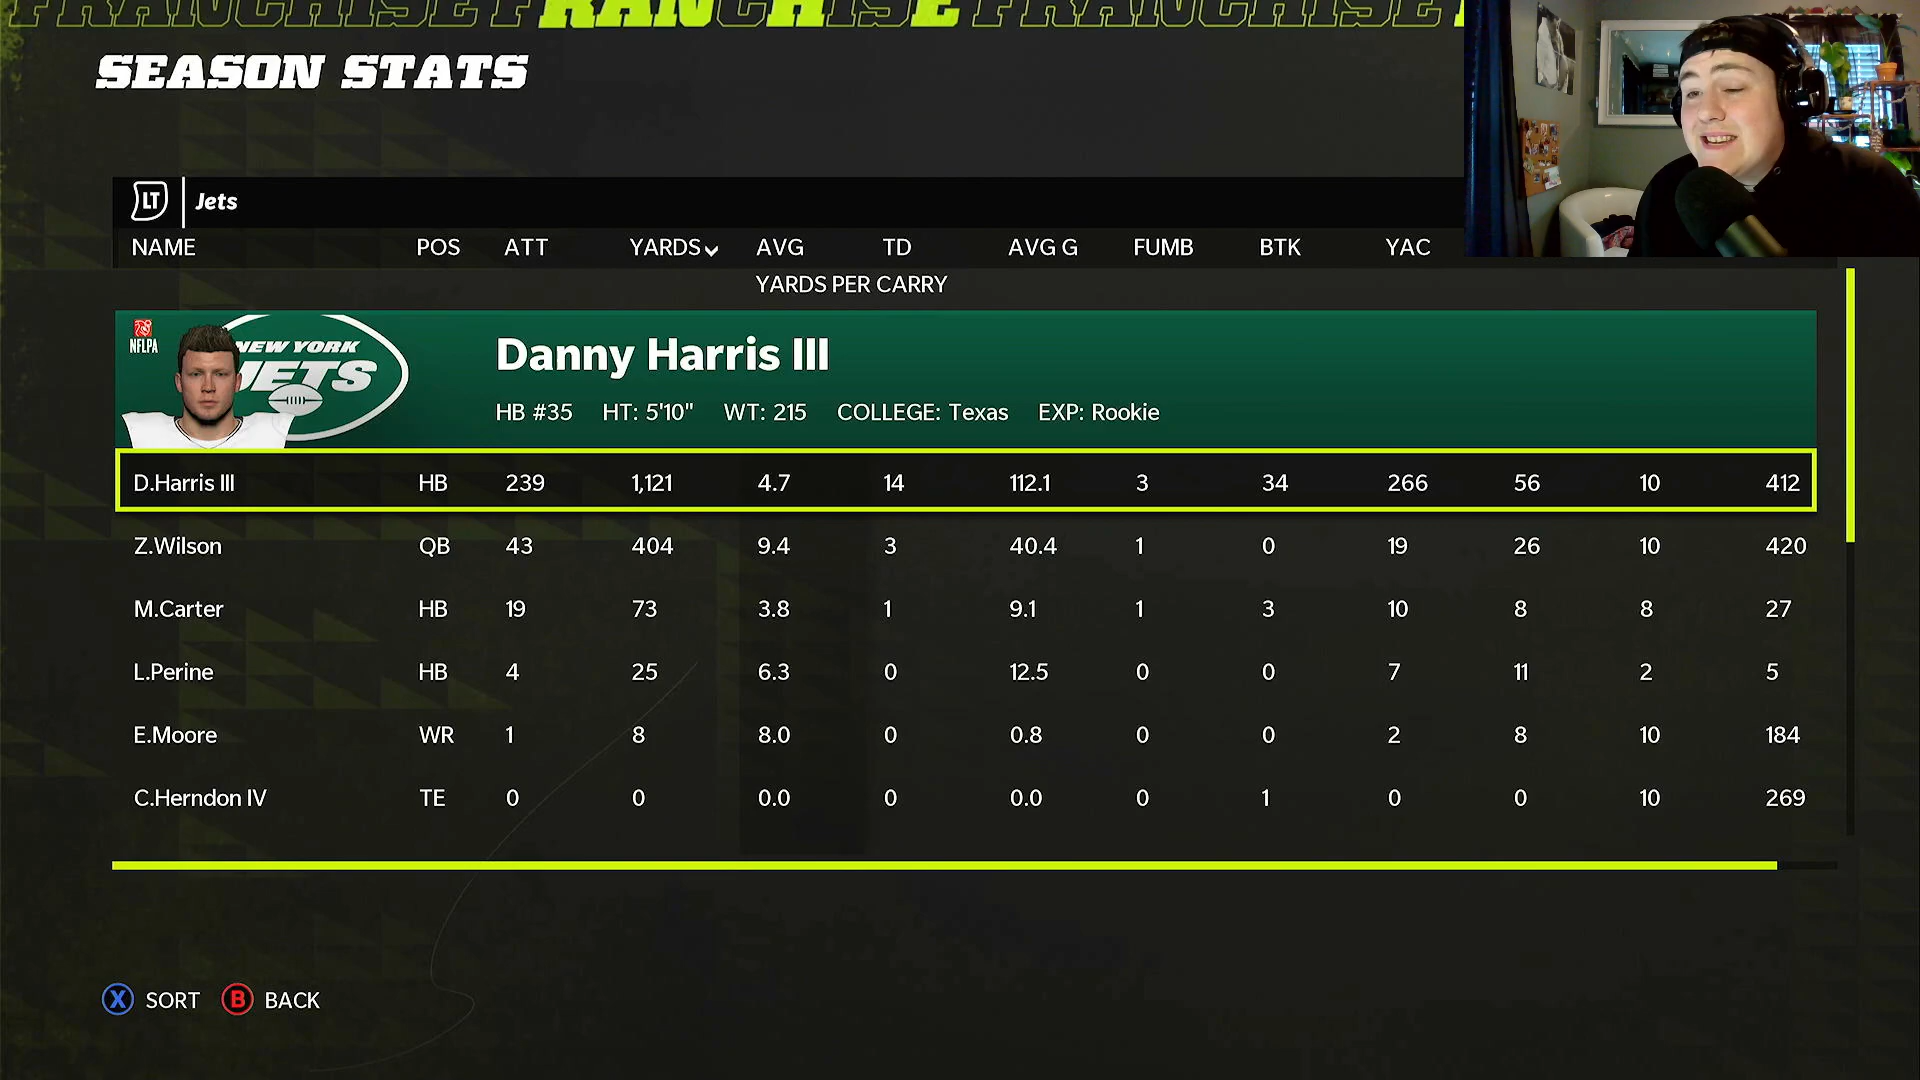 FRANCHISE FRANCHISE FRANCHISE
SEASON STATS
LT Jets
NAME POS ATT YARDS AVG TD AVG G FUMB BTK YAC
YARDS PER CARRY
NFLPA
NEW YORK
JETS
Danny Harris III
HB #35 HT: 5'10" WT: 215 COLLEGE: Texas EXP: Rookie
D.Harris III HB 239 1,121 4.7 14 112.1 3 34 266 56 10 412
Z.Wilson QB 43 404 9.4 3 40.4 1 0 19 26 10 420
M.Carter HB 19 73 3.8 1 9.1 1 3 10 8 8 27
L.Perine HB 4 25 6.3 0 12.5 0 0 7 11 2 5
E.Moore WR 1 8 8.0 0 0.8 0 0 2 8 10 184
C.Herndon IV TE 0 0 0.0 0 0.0 0 1 0 0 10 269
X SORT B BACK